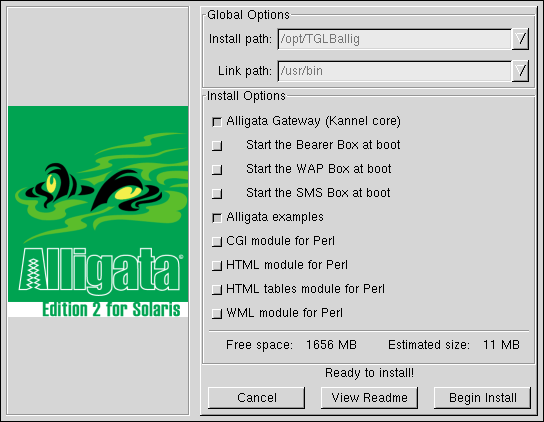 Global Options
Install path: /opt/TGLBallig
Link path: /usr/bin
Install Options
Alligata Gateway (Kannel core)
Start the Bearer Box at boot
Start the WAP Box at boot
Start the SMS Box at boot
Alligata examples
CGI module for Perl
HTML module for Perl
HTML tables module for Perl
WML module for Perl
Free space: 1656 MB Estimated size: 11 MB
Ready to install!
Cancel View Readme Begin Install
Alligata®
Edition 2 for Solaris